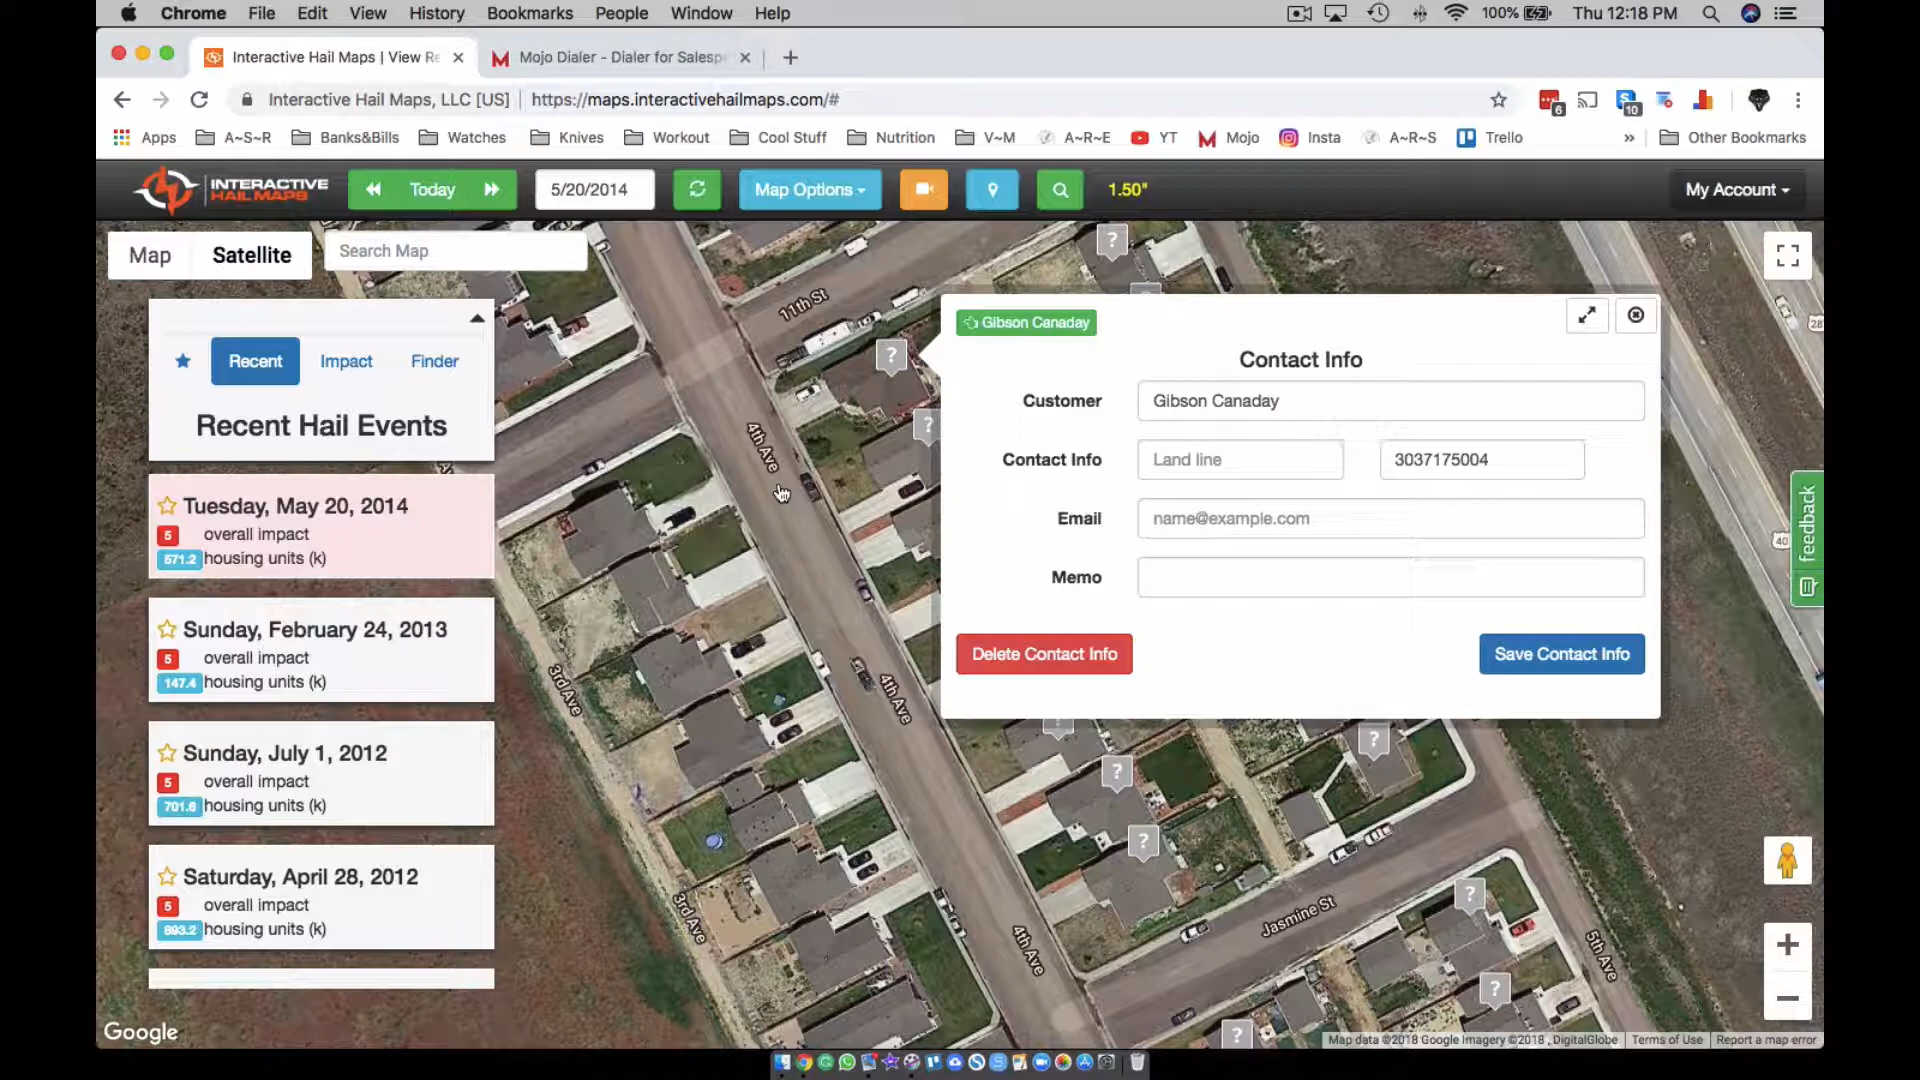 Chrome File Edit View History Bookmarks People Window Help 100% Thu 12:18 PM
Interactive Hail Maps | View Re Mojo Dialer - Dialer for Salesp
Interactive Hail Maps, LLC [US] https://maps.interactivehailmaps.com/# 6 10
Apps A~S~R Banks&Bills Watches Knives Workout Cool Stuff Nutrition V~M A~R~E YT Mojo Insta A~R~S Trello » Other Bookmarks
INTERACTIVE
HAIL MAPS
Today 5/20/2014 Map Options 1.50" My Account
Map Satellite Search Map
Recent Impact Finder
Recent Hail Events
Tuesday, May 20, 2014
5 overall impact
571.2 housing units (k)
Sunday, February 24, 2013
5 overall impact
147.4 housing units (k)
Sunday, July 1, 2012
5 overall impact
701.6 housing units (k)
Saturday, April 28, 2012
5 overall impact
693.2 housing units (k)
Gibson Canaday
Contact Info
Customer Gibson Canaday
Contact Info Land line 3037175004
Email name@example.com
Memo
Delete Contact Info Save Contact Info
feedback
11th St
4th Ave
4th Ave
4th Ave
3rd Ave
3rd Ave
Jasmine St
5th Ave
40
Google
Map data ©2018 Google Imagery ©2018 , DigitalGlobe Terms of Use Report a map error